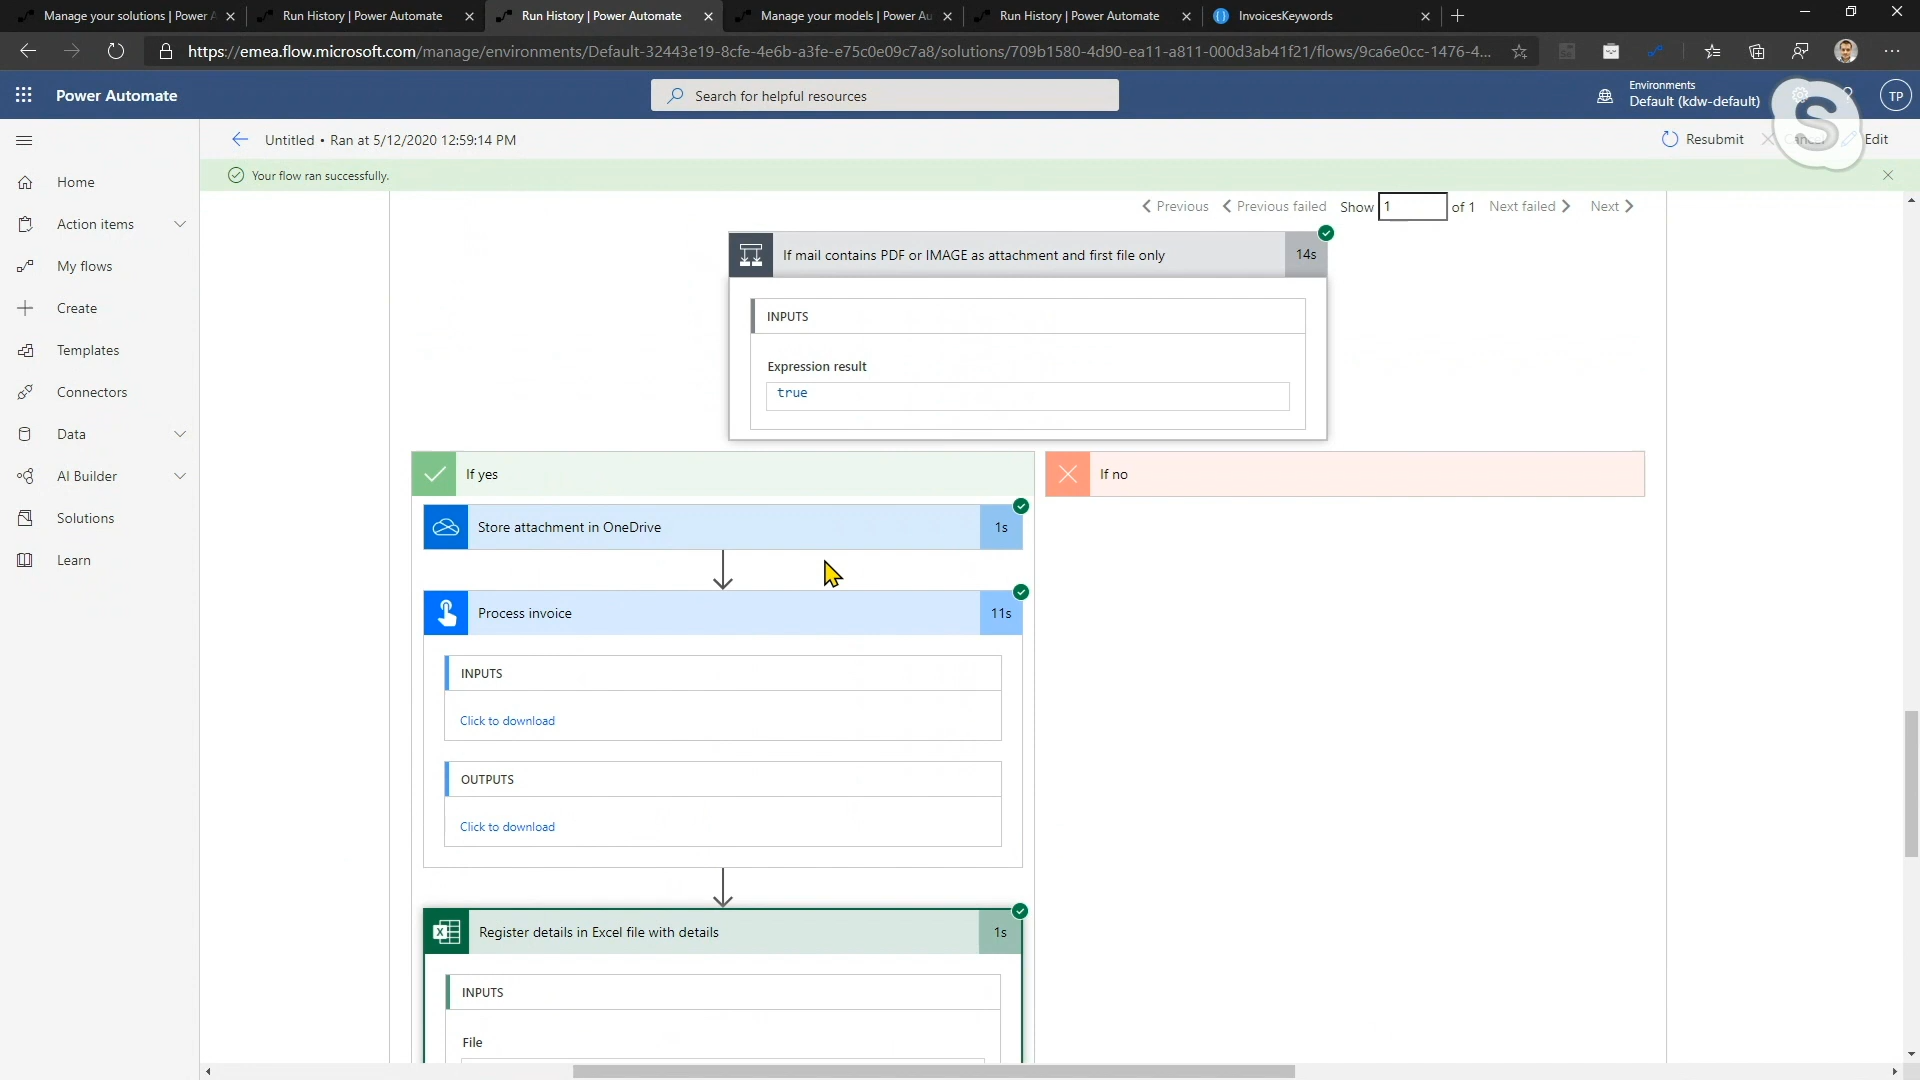 Manage your solutions | Power A
Run History | Power Automate
Run History | Power Automate
Manage your models | Power Au
Run History | Power Automate
InvoicesKeywords
https://emea.flow.microsoft.com/manage/environments/Default-32443e19-8cfe-4e6b-a3fe-e75c0e09c7a8/solutions/709b1580-4d90-ea11-a811-000d3ab41f21/flows/9ca6e0cc-1476-4...
Power Automate
Search for helpful resources
Environments
Default (kdw-default)
TP
Untitled • Ran at 5/12/2020 12:59:14 PM
Resubmit
Cancel
Edit
Your flow ran successfully.
Home
Action items
My flows
Create
Templates
Connectors
Data
AI Builder
Solutions
Learn
Previous
Previous failed
Show 1 of 1
Next failed
Next
If mail contains PDF or IMAGE as attachment and first file only
14s
INPUTS
Expression result
true
If yes
If no
Store attachment in OneDrive
1s
Process invoice
11s
INPUTS
Click to download
OUTPUTS
Click to download
Register details in Excel file with details
1s
INPUTS
File